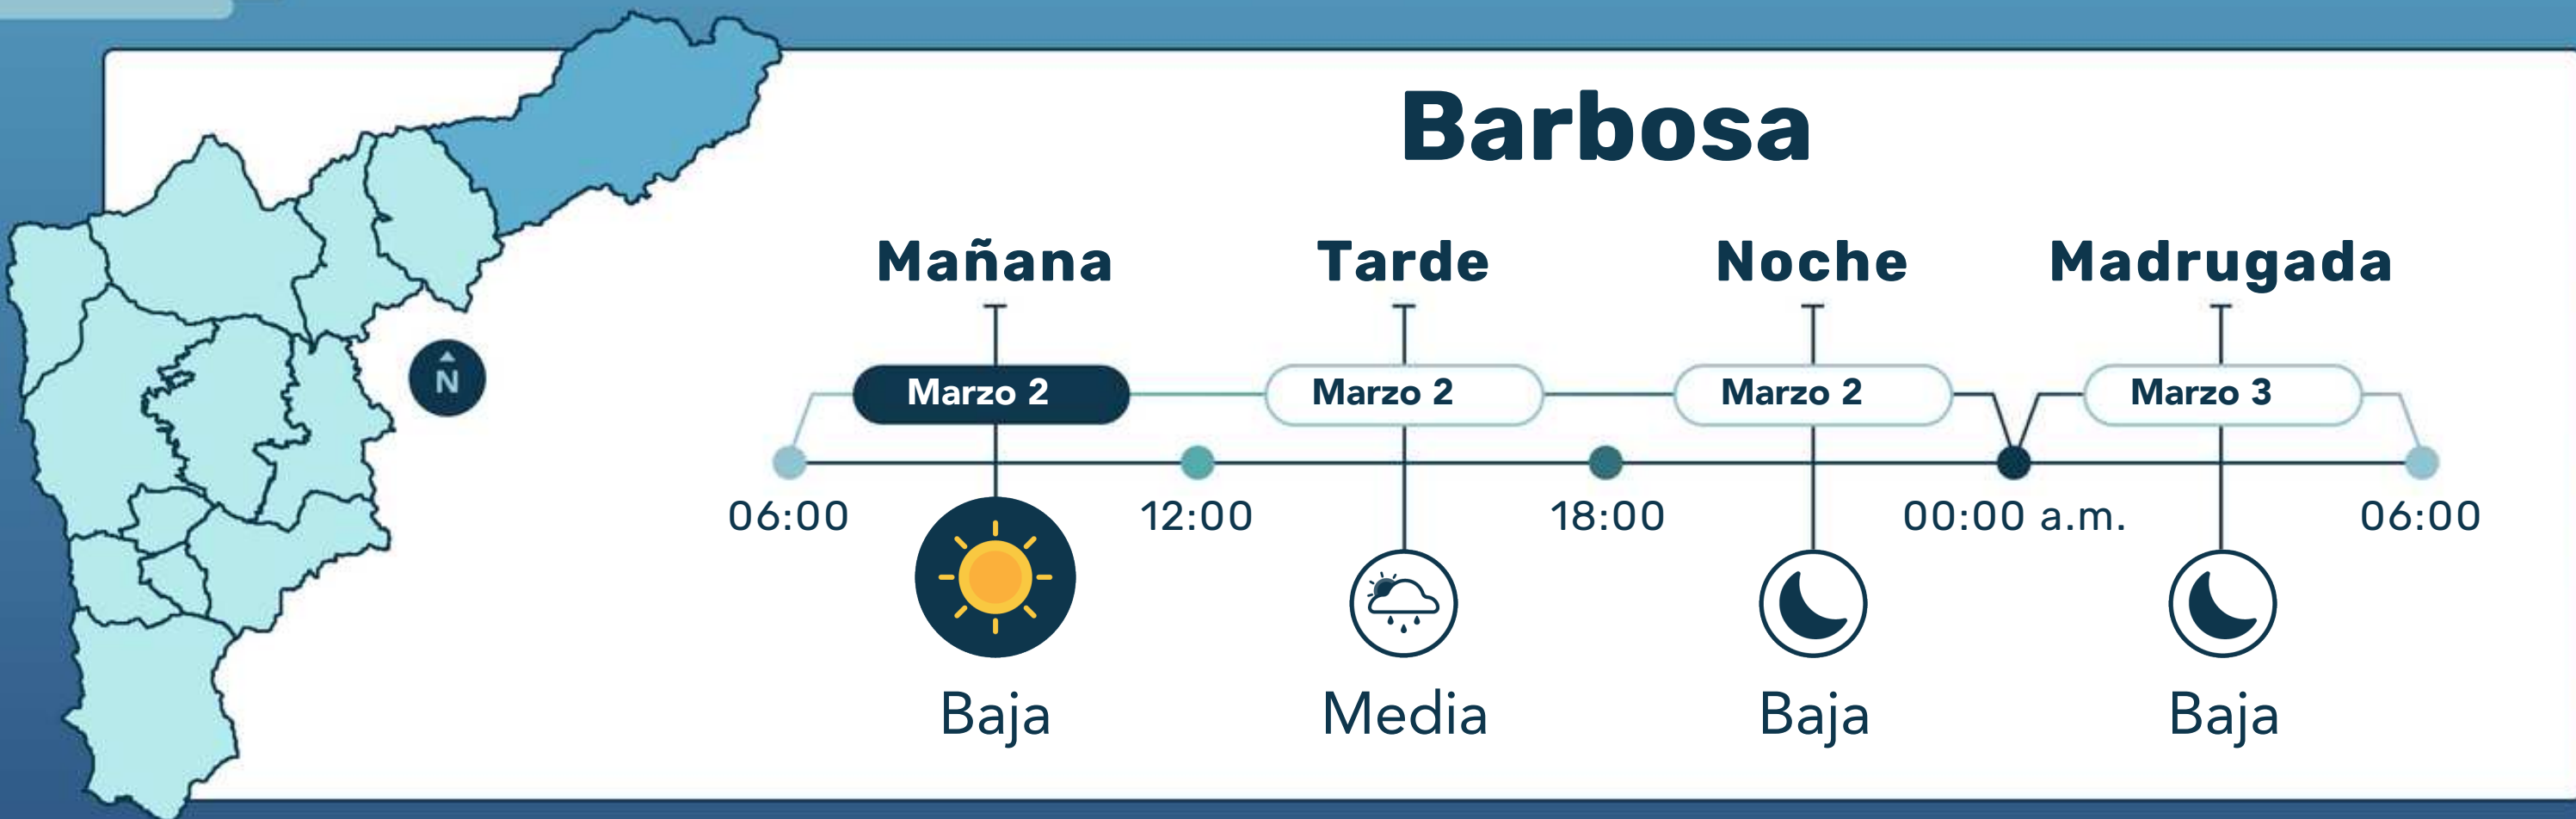 Barbosa
Mañana Tarde Noche Madrugada
N
Marzo 2 Marzo 2 Marzo 2 Marzo 3
06:00 12:00 18:00 00:00 a.m. 06:00
Baja Media Baja Baja